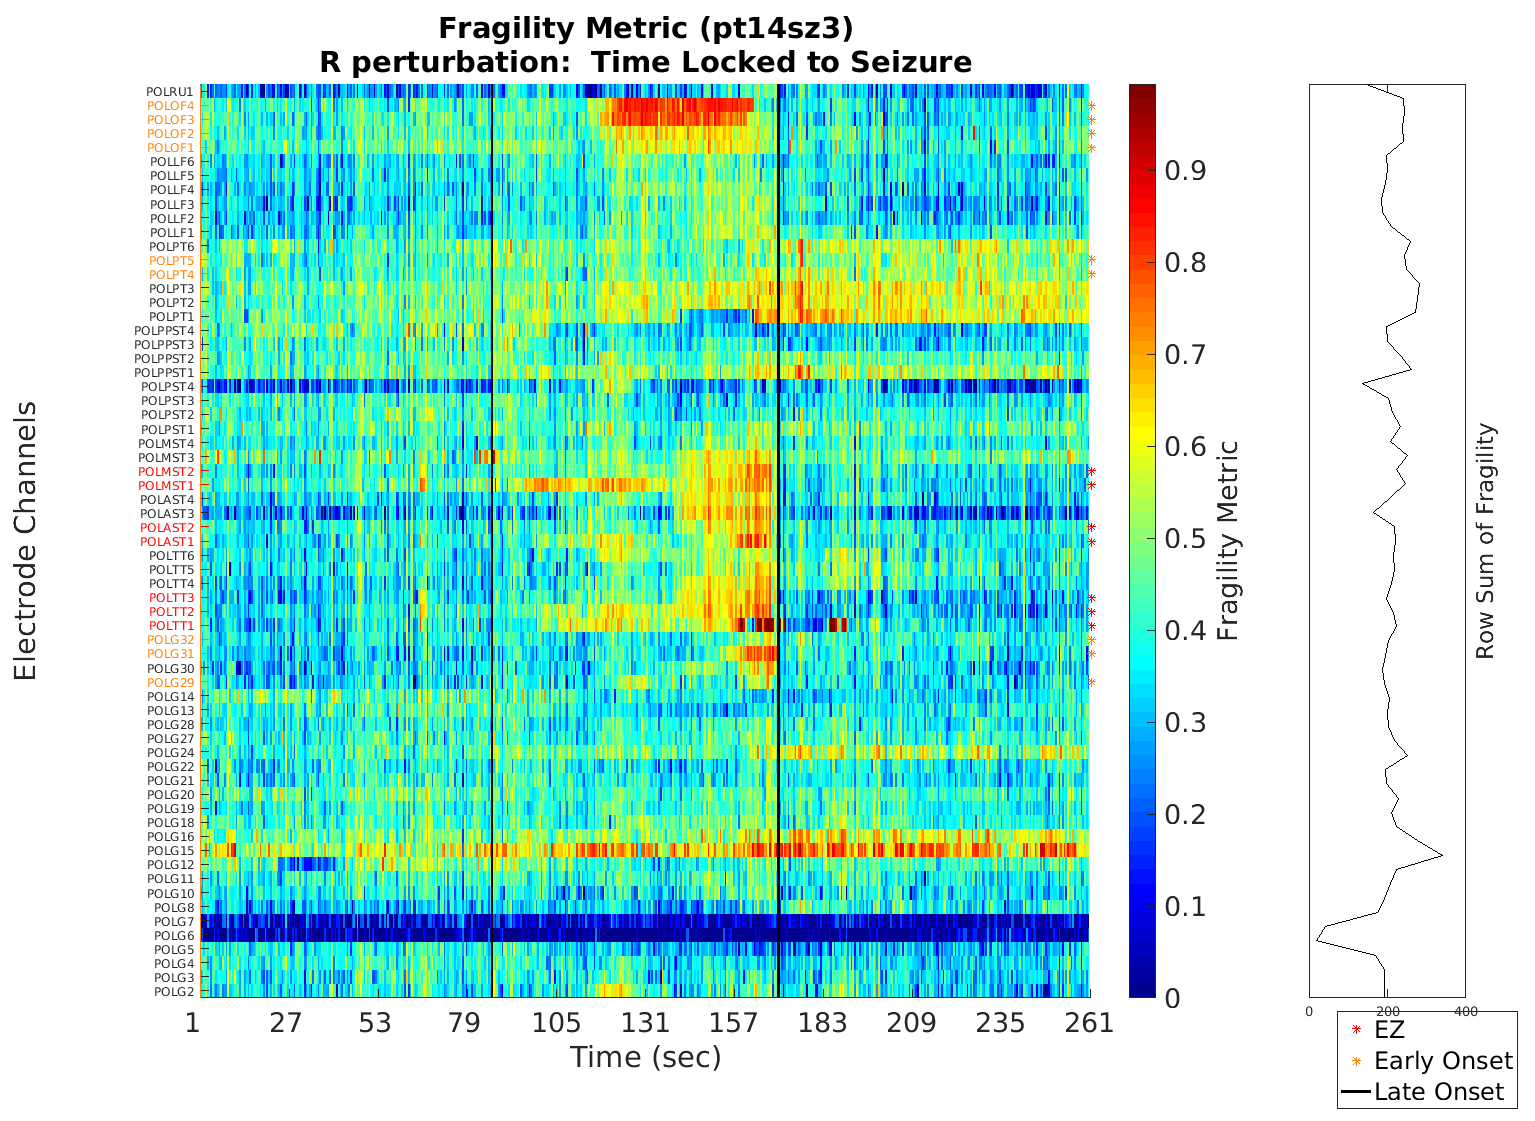 Fragility Metric (pt14sz3)
R perturbation: Time Locked to Seizure
Electrode Channels
POLRU1
POLOF4
POLOF3
POLOF2
POLOF1
POLLF6
POLLF5
POLLF4
POLLF3
POLLF2
POLLF1
POLPT6
POLPT5
POLPT4
POLPT3
POLPT2
POLPT1
POLPPST4
POLPPST3
POLPPST2
POLPPST1
POLPST4
POLPST3
POLPST2
POLPST1
POLMST4
POLMST3
POLMST2
POLMST1
POLAST4
POLAST3
POLAST2
POLAST1
POLTT6
POLTT5
POLTT4
POLTT3
POLTT2
POLTT1
POLG32
POLG31
POLG30
POLG29
POLG14
POLG13
POLG28
POLG27
POLG24
POLG22
POLG21
POLG20
POLG19
POLG18
POLG16
POLG15
POLG12
POLG11
POLG10
POLG8
POLG7
POLG6
POLG5
POLG4
POLG3
POLG2
1 27 53 79 105 131 157 183 209 235 261
Time (sec)
0.9
0.8
0.7
0.6
0.5
0.4
0.3
0.2
0.1
0
Fragility Metric
0 200 400
Row Sum of Fragility
EZ
Early Onset
Late Onset